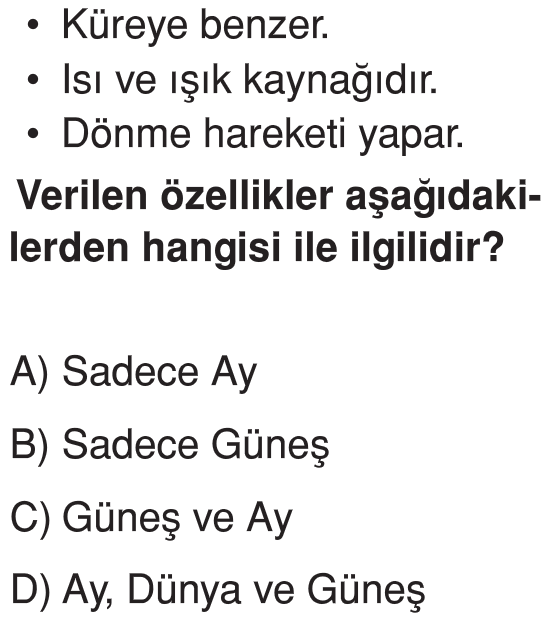 • Küreye benzer.
• Isı ve ışık kaynağıdır.
• Dönme hareketi yapar.
Verilen özellikler aşağıdaki-
lerden hangisi ile ilgilidir?
A) Sadece Ay
B) Sadece Güneş
C) Güneş ve Ay
D) Ay, Dünya ve Güneş